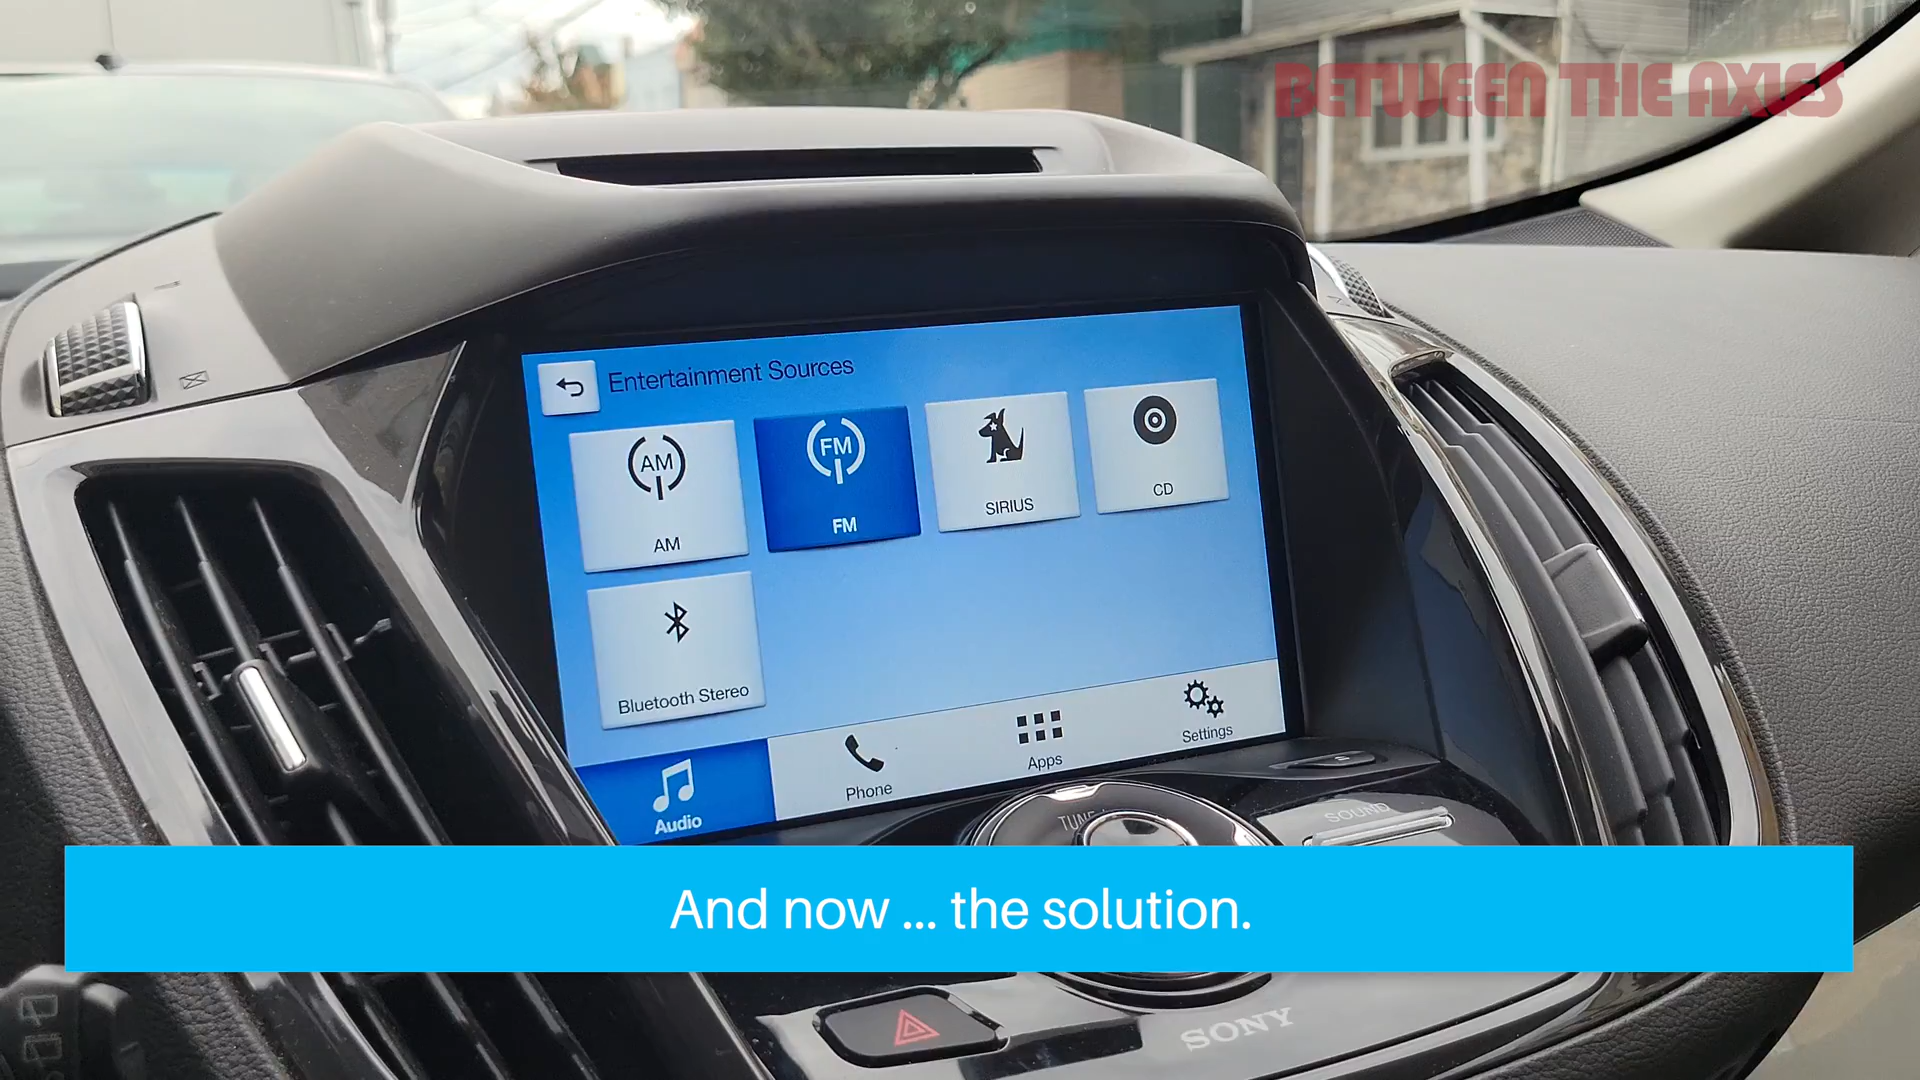 BETWEEN THE AXLES
Entertainment Sources
AM
FM
AM
FM
SIRIUS
CD
Bluetooth Stereo
Audio
Phone
Apps
Settings
TUNE
SOUND
And now ... the solution.
SONY